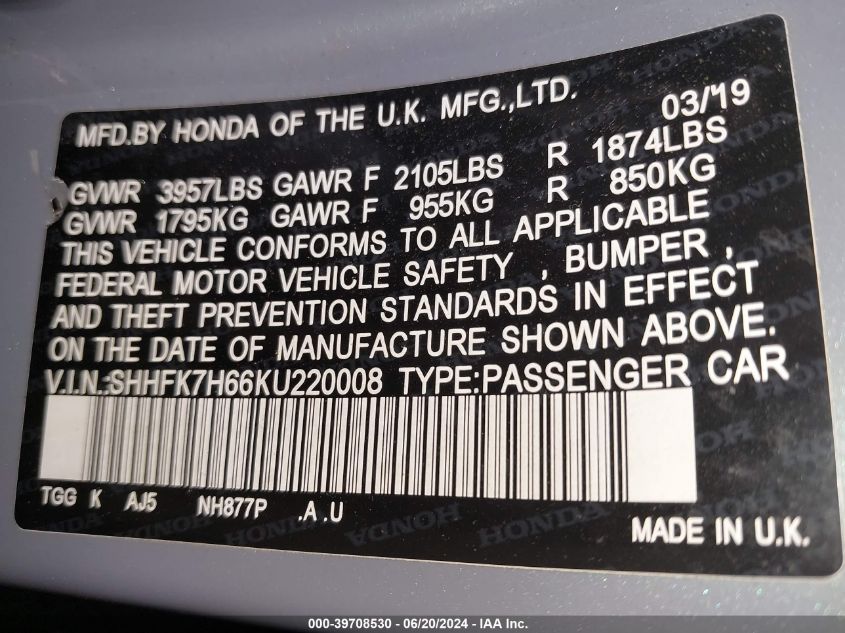 MFD.BY HONDA OF THE U.K. MFG.,LTD. 03/'19
GVWR 3957LBS GAWR F 2105LBS R 1874LBS
GVWR 1795KG GAWR F 955KG R 850KG
THIS VEHICLE CONFORMS TO ALL APPLICABLE
FEDERAL MOTOR VEHICLE SAFETY , BUMPER ,
AND THEFT PREVENTION STANDARDS IN EFFECT
ON THE DATE OF MANUFACTURE SHOWN ABOVE.
V.I.N.:SHHFK7H66KU220008 TYPE:PASSENGER CAR
TGG K AJ5 NH877P .A .U
MADE IN U.K.
000-39708530 - 06/20/2024 - IAA Inc.